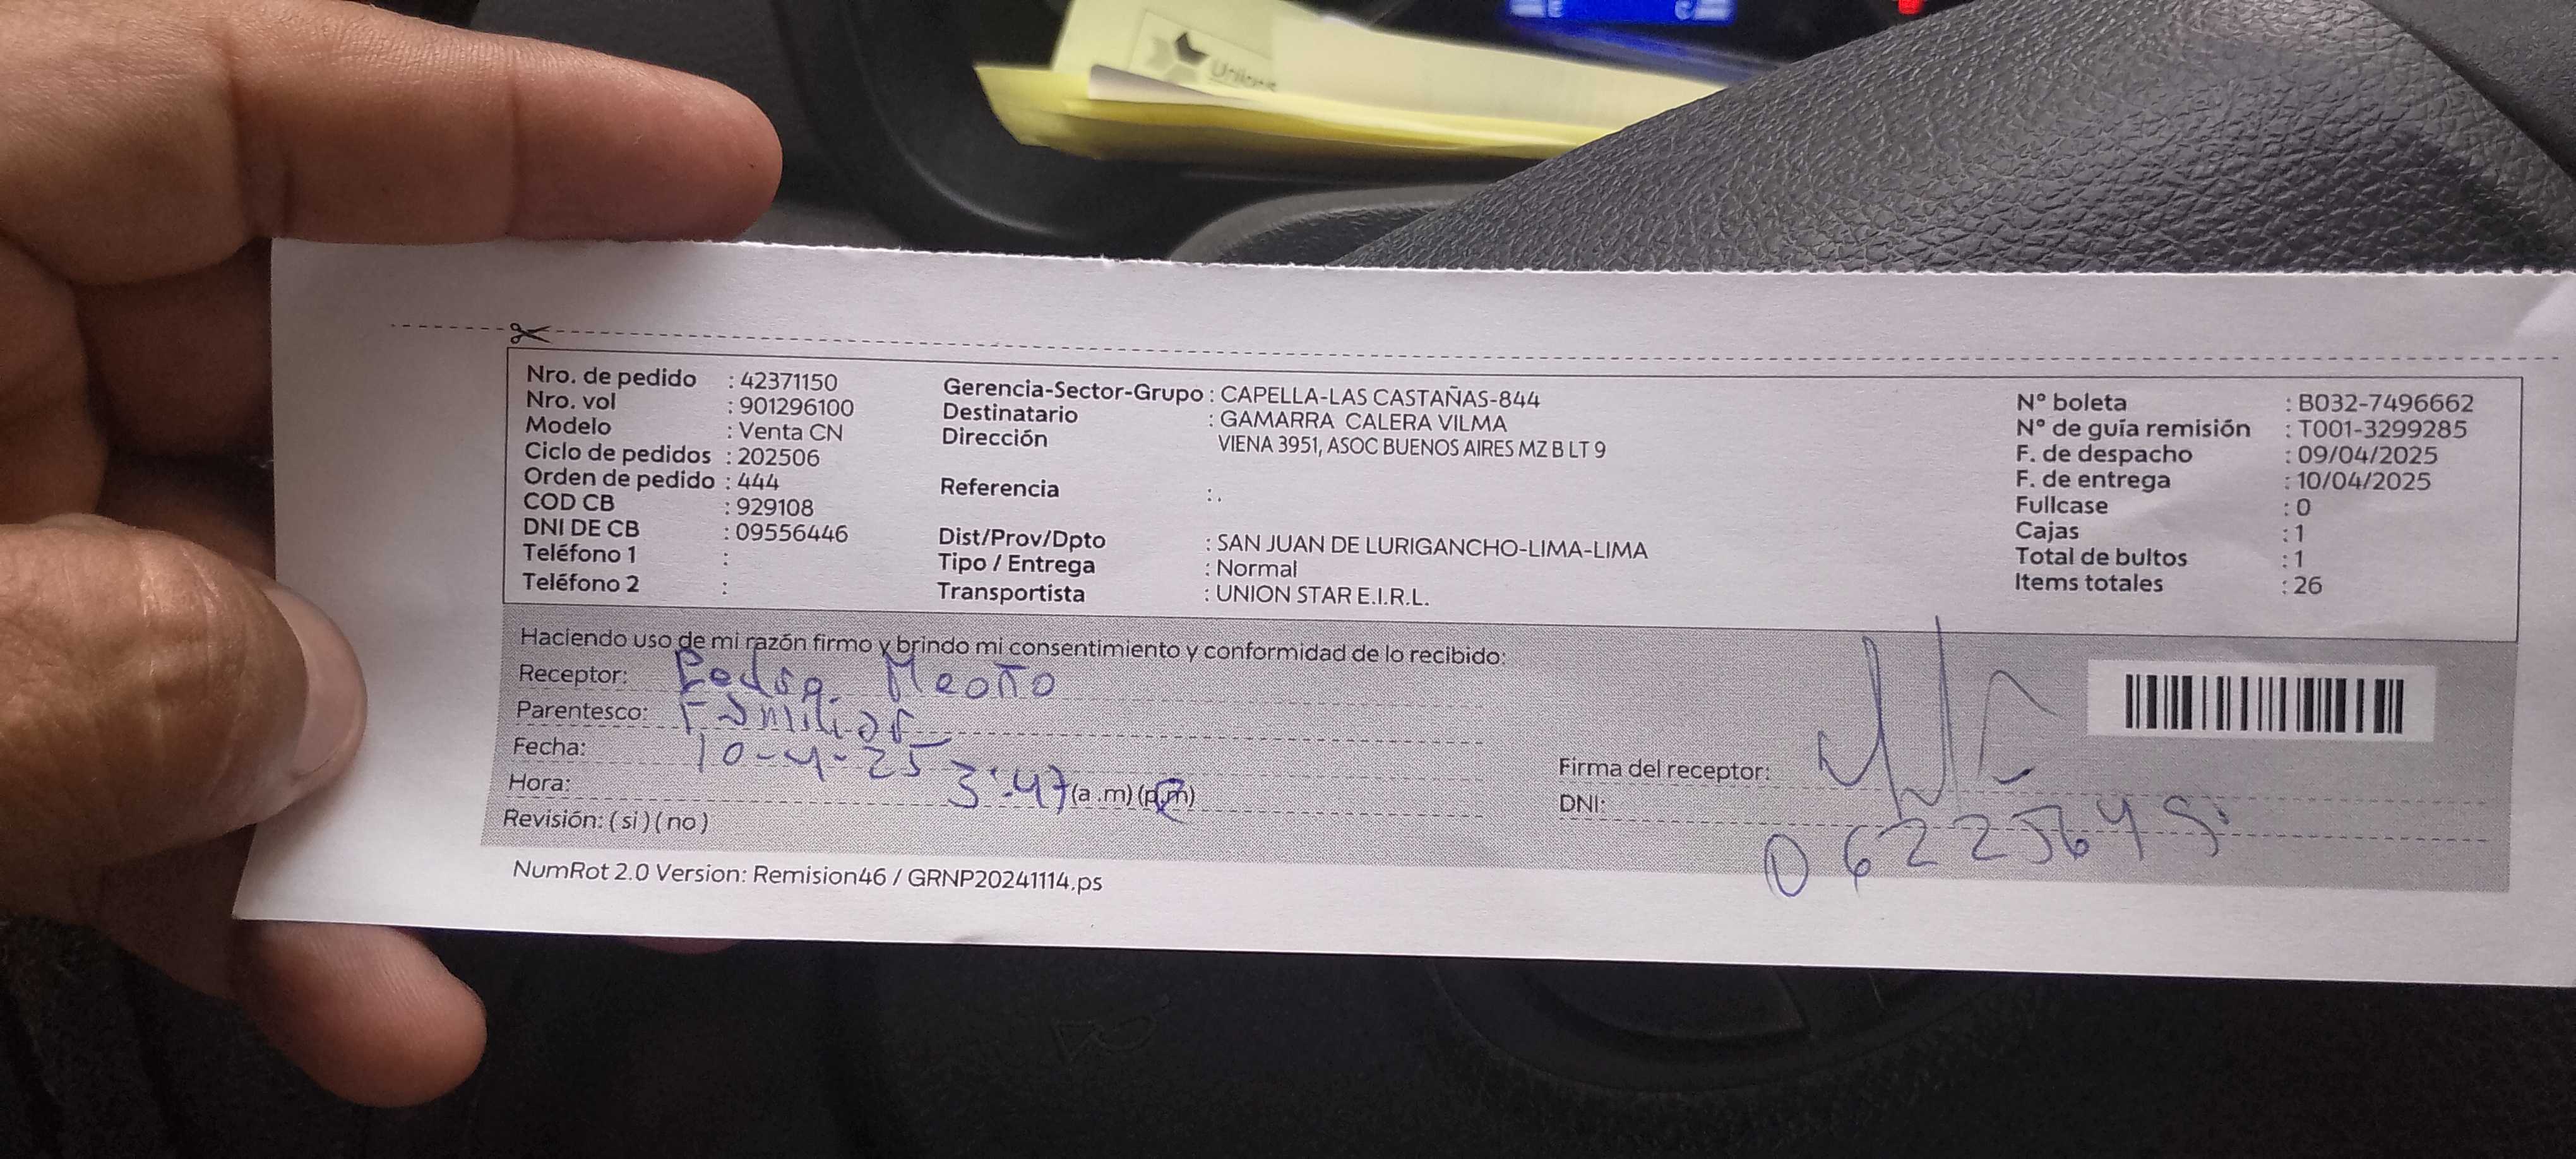 Unions
Nro. de pedido : 42371150
Nro. vol : 901296100
Modelo : Venta CN
Ciclo de pedidos : 202506
Orden de pedido : 444
COD CB : 929108
DNI DE CB : 09556446
Teléfono 1 :
Teléfono 2 :
Gerencia-Sector-Grupo : CAPELLA-LAS CASTAÑAS-844
Destinatario : GAMARRA CALERA VILMA
Dirección VIENA 3951, ASOC BUENOS AIRES MZ B LT 9
Referencia : .
Dist/Prov/Dpto : SAN JUAN DE LURIGANCHO-LIMA-LIMA
Tipo / Entrega : Normal
Transportista : UNION STAR E.I.R.L.
N° boleta : B032-7496662
N° de guía remisión : T001-3299285
F. de despacho : 09/04/2025
F. de entrega : 10/04/2025
Fullcase : 0
Cajas : 1
Total de bultos : 1
Items totales : 26
Haciendo uso de mi razón firmo y brindo mi consentimiento y conformidad de lo recibido:
Receptor: Meoño
Parentesco: Familiar
Fecha: 10-4-25
Hora: 3:47 (a .m) (p.m)
Revisión: ( si ) ( no )
Firma del receptor:
DNI: 0622564
NumRot 2.0 Version: Remision46 / GRNP20241114.ps